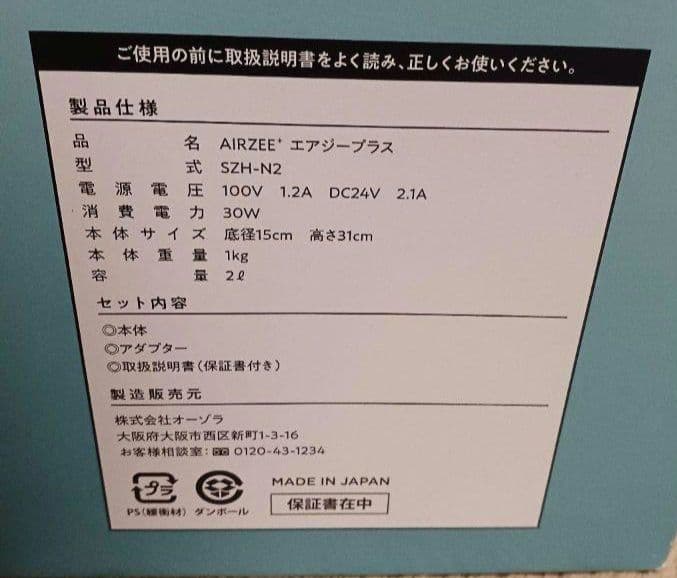 ご使用の前に取扱説明書をよく読み、正しくお使いください。
製品仕様
品名 AIRZEE⁺ エアジープラス
型式 SZH-N2
電源電圧 100V 1.2A DC24V 2.1A
消費電力 30W
本体サイズ 底径15cm 高さ31cm
本体重量 1kg
容量 2ℓ
セット内容
◎本体
◎アダプター
◎取扱説明書(保証書付き)
製造販売元
株式会社オーゾラ
大阪府大阪市西区新町1-3-16
お客様相談室: 0120-43-1234
プラ
PS(緩衝材) ダンボール
MADE IN JAPAN
保証書在中